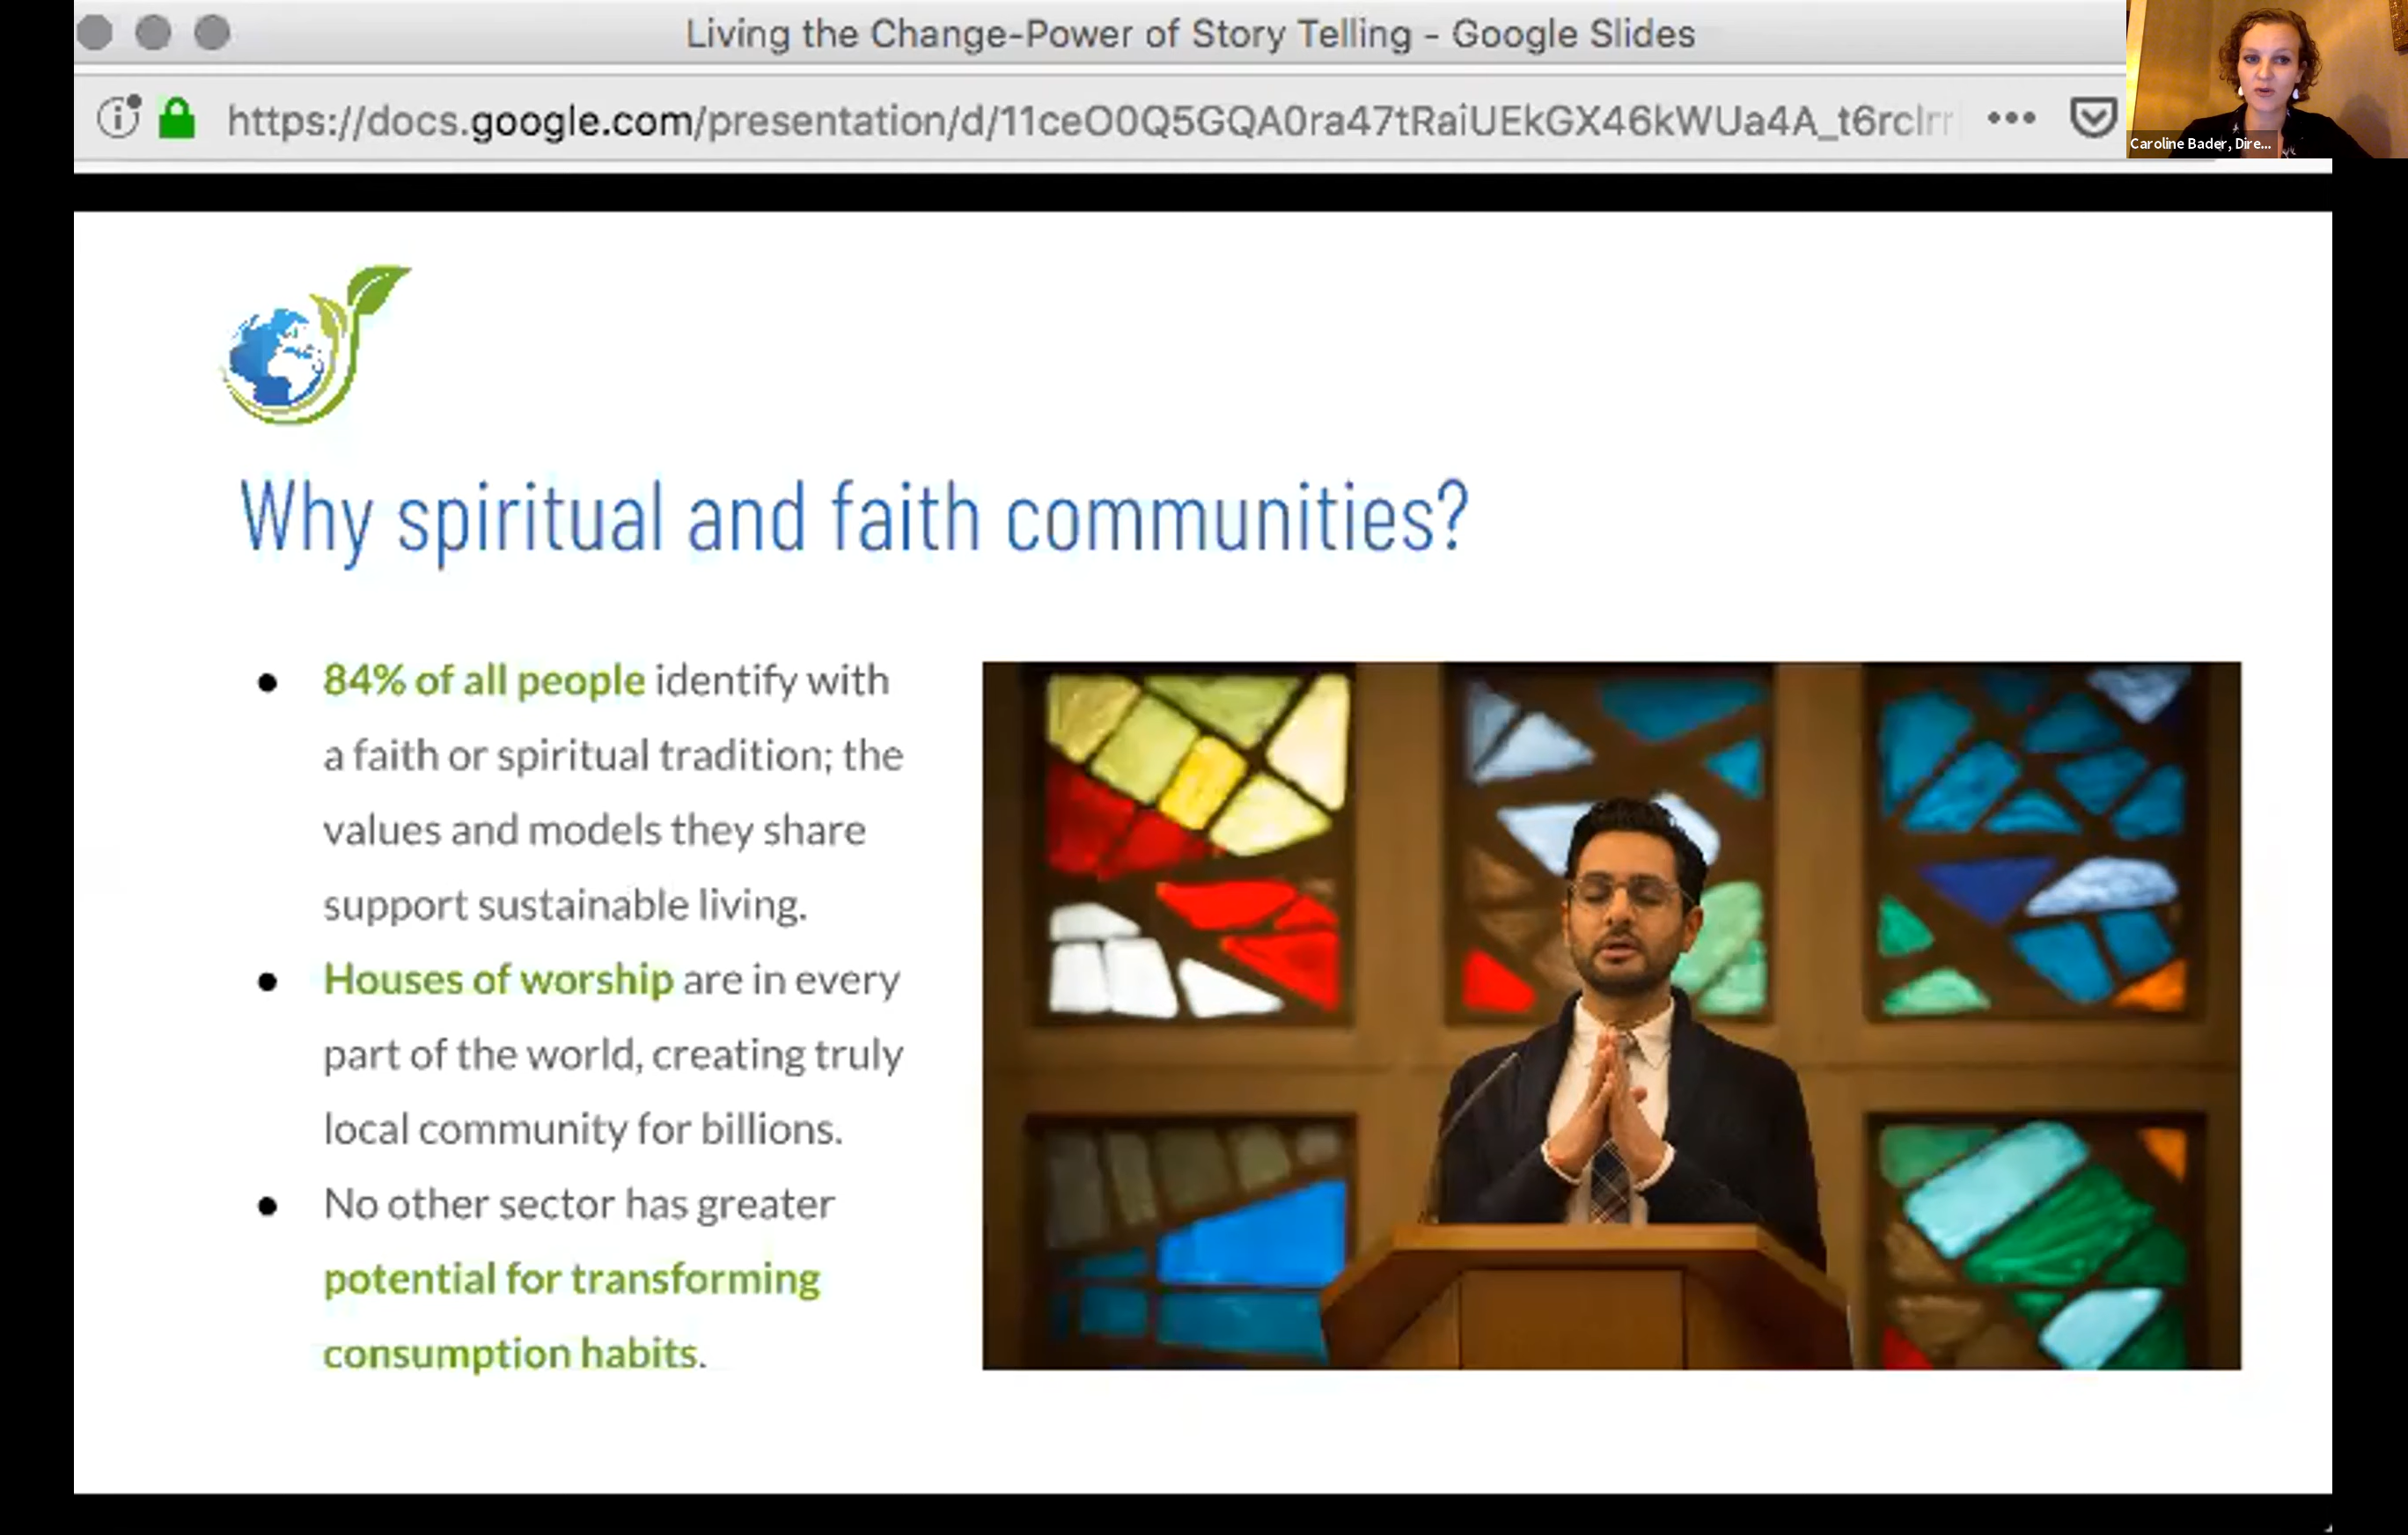 Living the Change-Power of Story Telling - Google Slides
https://docs.google.com/presentation/d/11ceO0Q5GQA0ra47tRaiUEkGX46kWUa4A_t6rclrr
Caroline Bader, Dire...
Why spiritual and faith communities?
● 84% of all people identify with
a faith or spiritual tradition; the
values and models they share
support sustainable living.
● Houses of worship are in every
part of the world, creating truly
local community for billions.
● No other sector has greater
potential for transforming
consumption habits.